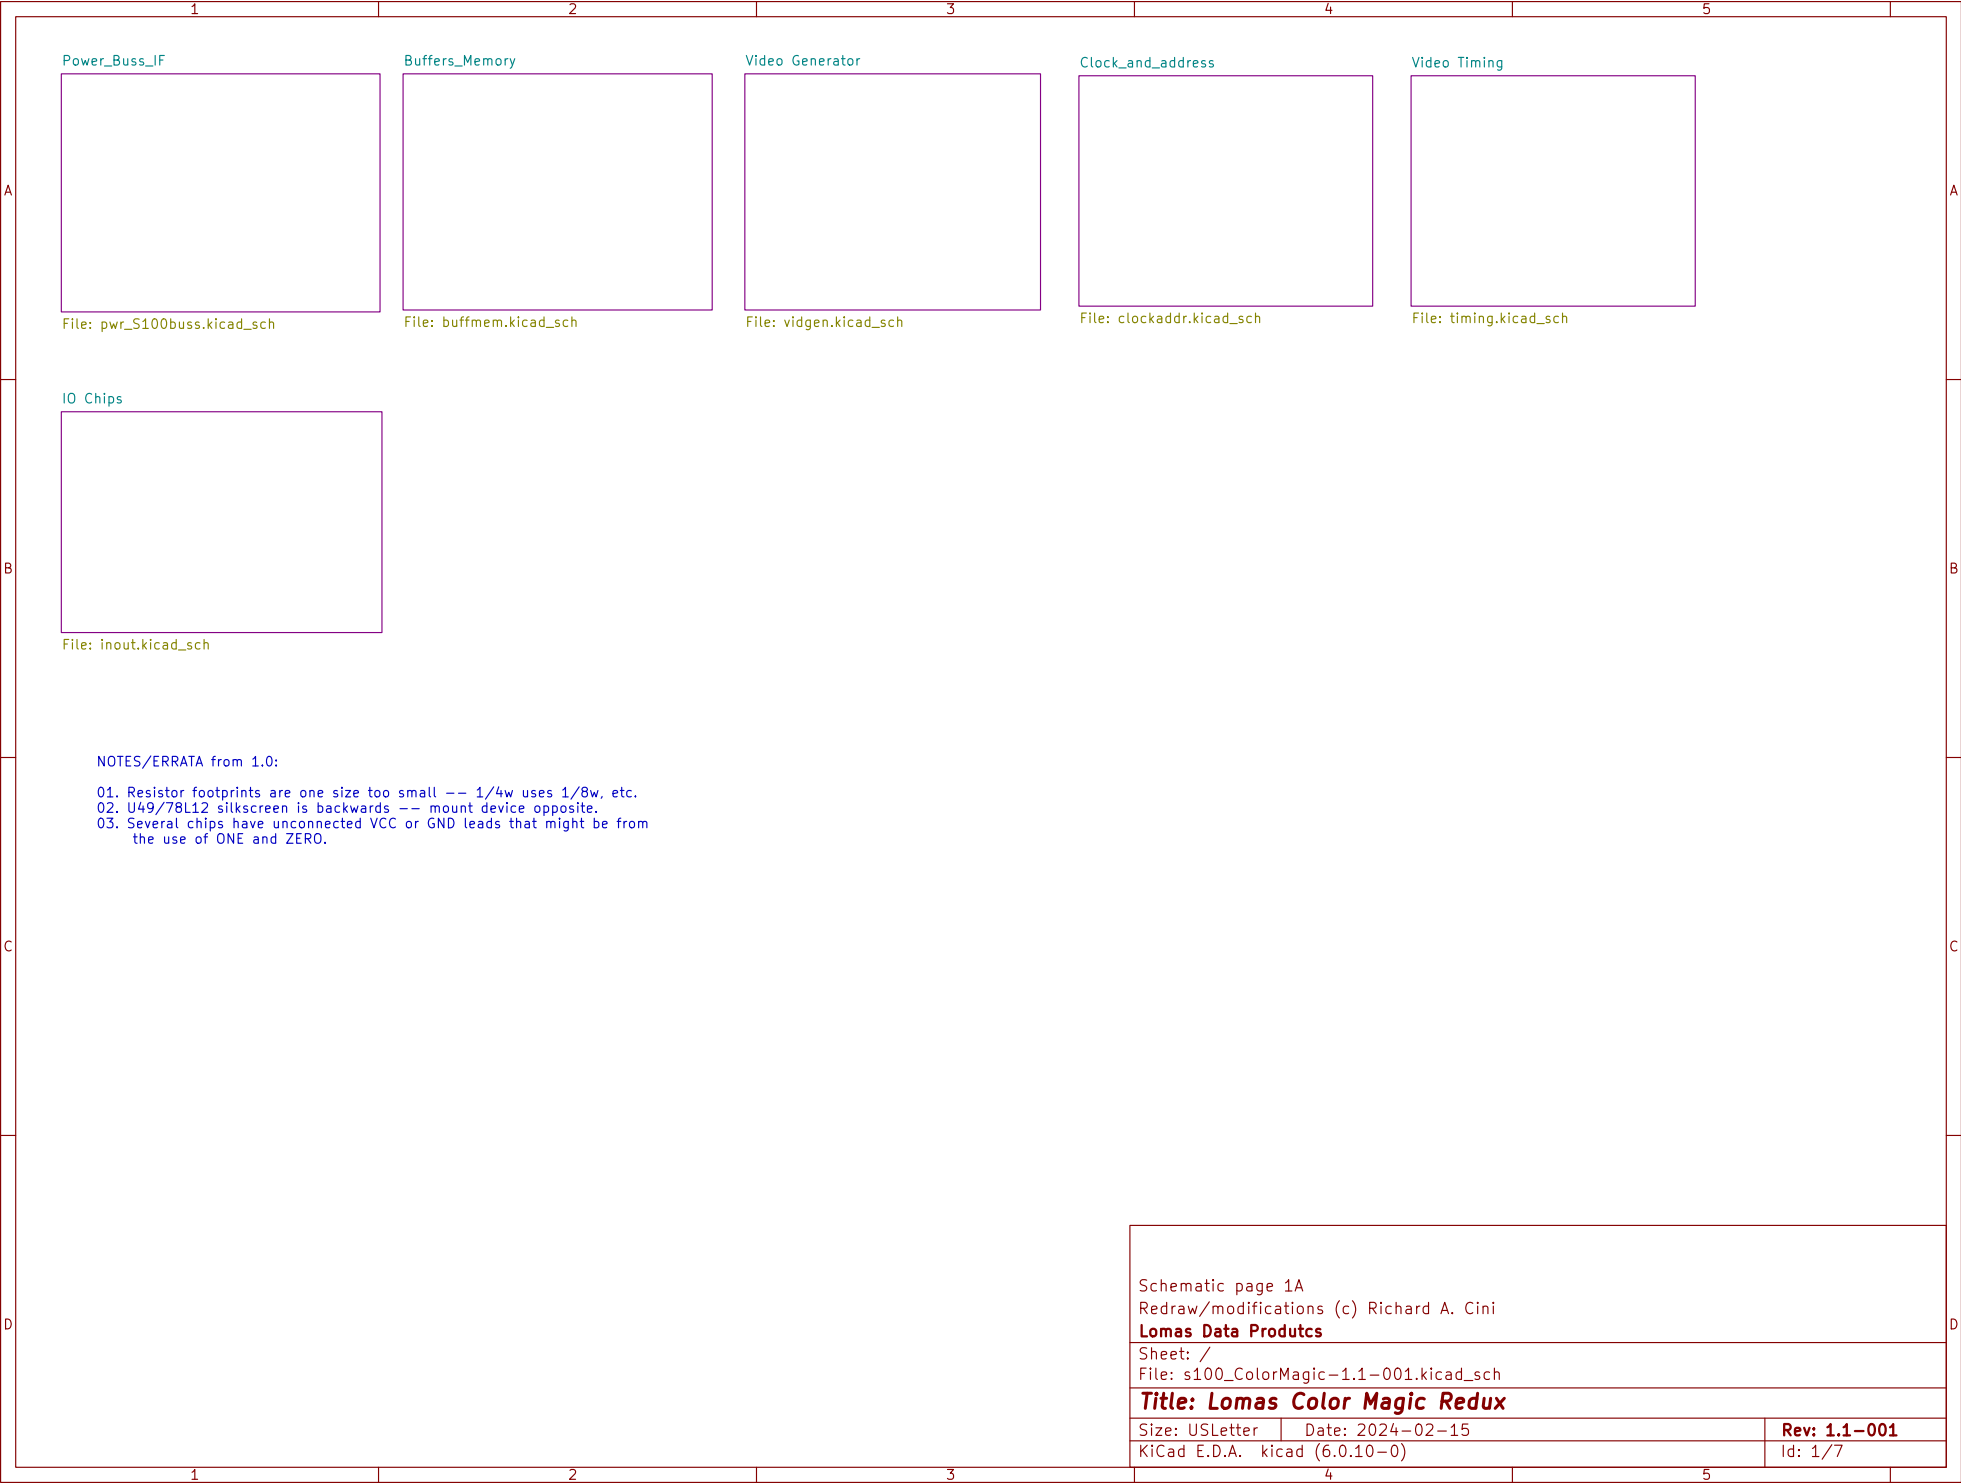 1 2 3 4 5
Power_Buss_IF
Buffers_Memory
Video Generator
Clock_and_address
Video Timing
A A
File: pwr_S100buss.kicad_sch
File: buffmem.kicad_sch
File: vidgen.kicad_sch
File: clockaddr.kicad_sch
File: timing.kicad_sch
IO Chips
B B
File: inout.kicad_sch
NOTES/ERRATA from 1.0:
01. Resistor footprints are one size too small -- 1/4w uses 1/8w, etc.
02. U49/78L12 silkscreen is backwards -- mount device opposite.
03. Several chips have unconnected VCC or GND leads that might be from
the use of ONE and ZERO.
C C
Schematic page 1A
Redraw/modifications (c) Richard A. Cini
D D
Lomas Data Produtcs
Sheet: /
File: s100_ColorMagic-1.1-001.kicad_sch
Title: Lomas Color Magic Redux
Size: USLetter Date: 2024-02-15 Rev: 1.1-001
KiCad E.D.A. kicad (6.0.10-0) Id: 1/7
1 2 3 4 5